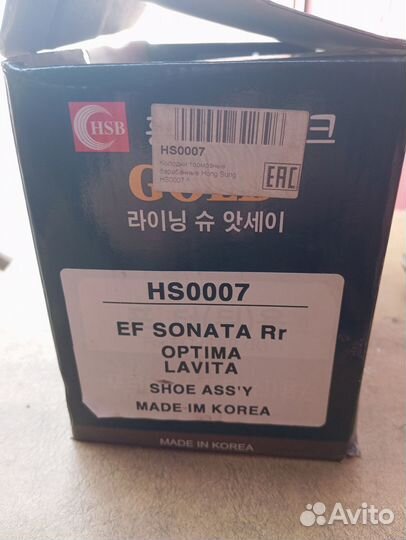 HSB
크
HS0007
Колодки тормозные
барабанные Hong Sung
HS0007 *
EAC
GOLD
라이닝 슈 앗세이
HS0007
EF SONATA Rr
OPTIMA
LAVITA
SHOE ASS'Y
MADE IM KOREA
MADE IN KOREA
Avito